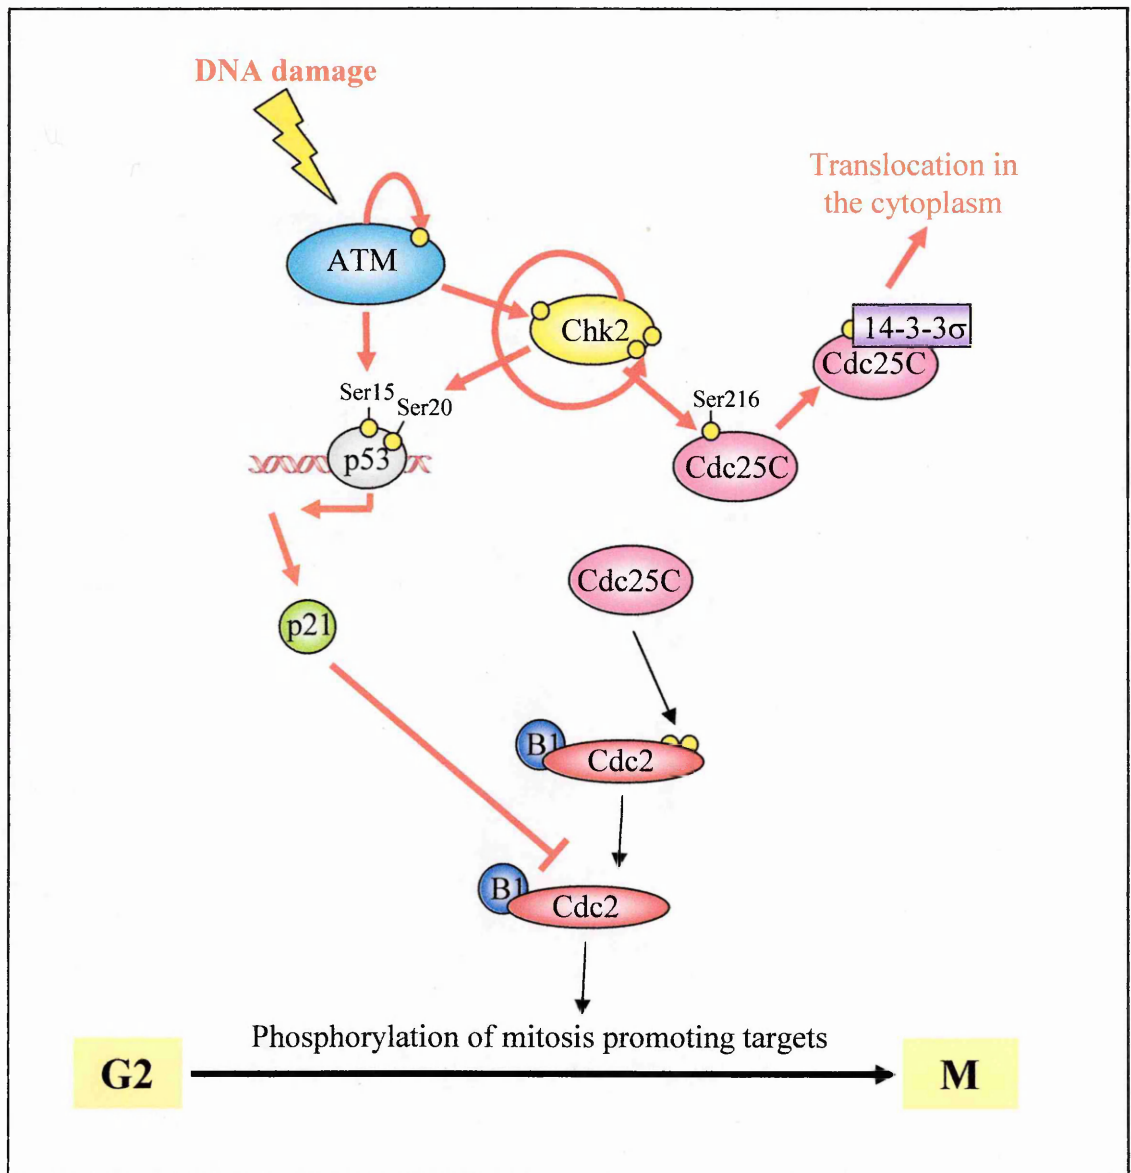 DNA damage
Translocation in
the cytoplasm
ATM
Chk2
14-3-3σ
Cdc25C
Ser15
Ser20
Ser216
p53
Cdc25C
Cdc25C
p21
B1
Cdc2
B1
Cdc2
Phosphorylation of mitosis promoting targets
G2
M